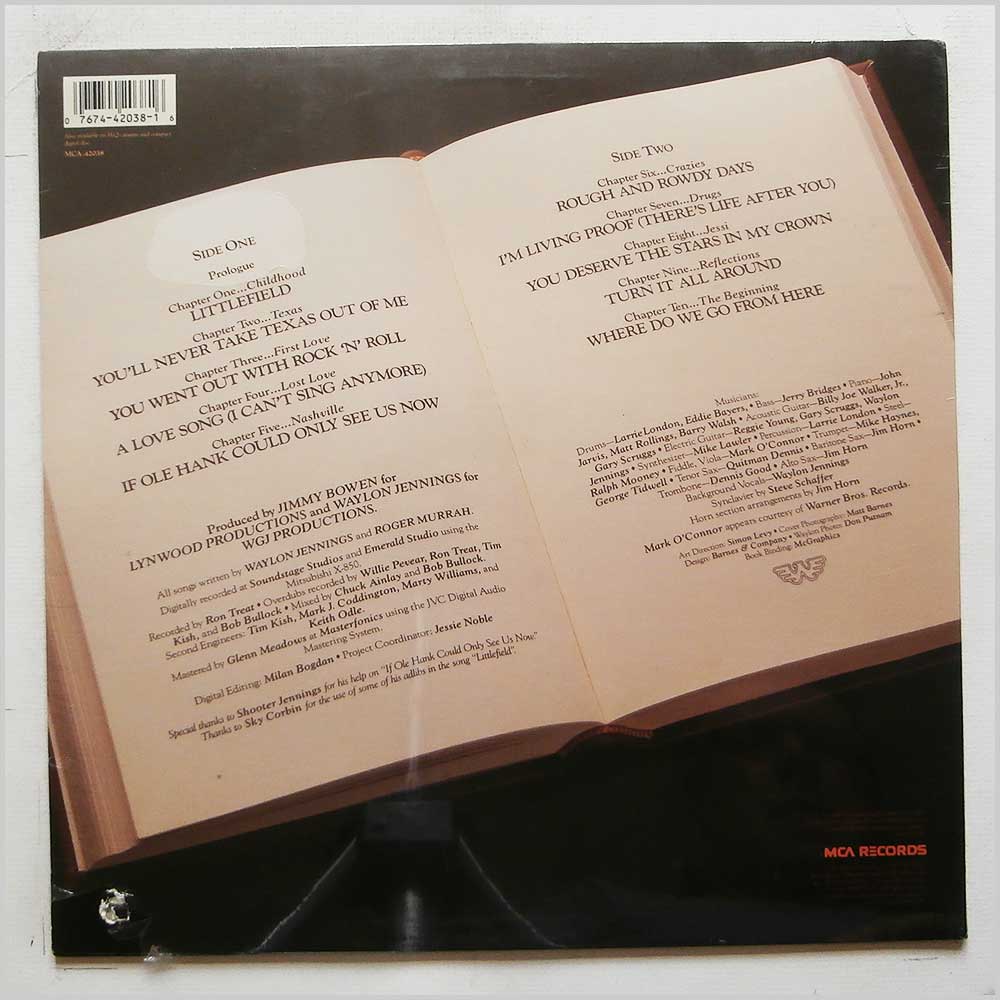 0 7674-42038-1 6
MCA-42038
SIDE ONE
Prologue
Chapter One...Childhood
LITTLEFIELD
Chapter Two...Texas
YOU'LL NEVER TAKE TEXAS OUT OF ME
Chapter Three...First Love
YOU WENT OUT WITH ROCK 'N' ROLL
Chapter Four...Lost Love
A LOVE SONG (I CAN'T SING ANYMORE)
Chapter Five...Nashville
IF OLE HANK COULD ONLY SEE US NOW
Produced by JIMMY BOWEN for
LYNWOOD PRODUCTIONS and WAYLON JENNINGS for
WGJ PRODUCTIONS.
All songs written by WAYLON JENNINGS and ROGER MURRAH.
Digitally recorded at Soundstage Studios and Emerald Studio using the
Mitsubishi X-850.
Recorded by Ron Treat • Overdubs recorded by Willie Pevear, Ron Treat, Tim
Kish, and Bob Bullock. • Mixed by Chuck Ainlay and Bob Bullock.
Second Engineers: Tim Kish, Mark J. Coddington, Marty Williams, and
Keith Odle.
Mastered by Glenn Meadows at Masterfonics using the JVC Digital Audio
Mastering System.
Digital Editing: Milan Bogdan • Project Coordinator: Jessie Noble
Special thanks to Shooter Jennings for his help on "If Ole Hank Could Only See Us Now."
Thanks to Sky Corbin for the use of some of his adlibs in the song "Littlefield".
SIDE TWO
Chapter Six...Crazies
ROUGH AND ROWDY DAYS
Chapter Seven...Drugs
I'M LIVING PROOF (THERE'S LIFE AFTER YOU)
Chapter Eight...Jessi
YOU DESERVE THE STARS IN MY CROWN
Chapter Nine...Reflections
TURN IT ALL AROUND
Chapter Ten...The Beginning
WHERE DO WE GO FROM HERE
Musicians:
Drums—Larrie London, Eddie Bayers, • Bass—Jerry Bridges • Piano—John
Jarvis, Matt Rollings, Barry Walsh • Acoustic Guitar—Billy Joe Walker, Jr.,
Gary Scruggs • Electric Guitar—Reggie Young, Gary Scruggs, Waylon
Jennings • Synthesizer—Mike Lawler • Percussion—Larrie London • Steel—
Ralph Mooney • Fiddle, Viola—Mark O'Connor • Trumpet—Mike Haynes,
George Tidwell • Tenor Sax—Quitman Dennis • Baritone Sax—Jim Horn •
Trombone—Dennis Good • Alto Sax—Jim Horn
Background Vocals—Waylon Jennings
Synclavier by Steve Schaffer
Horn section arrangements by Jim Horn
Mark O'Connor appears courtesy of Warner Bros. Records.
Art Direction: Simon Levy • Cover Photography: Matt Barnes
Design: Barnes & Company • Waylon Photo: Don Putnam
Book Binding: McGraphics
MCA RECORDS